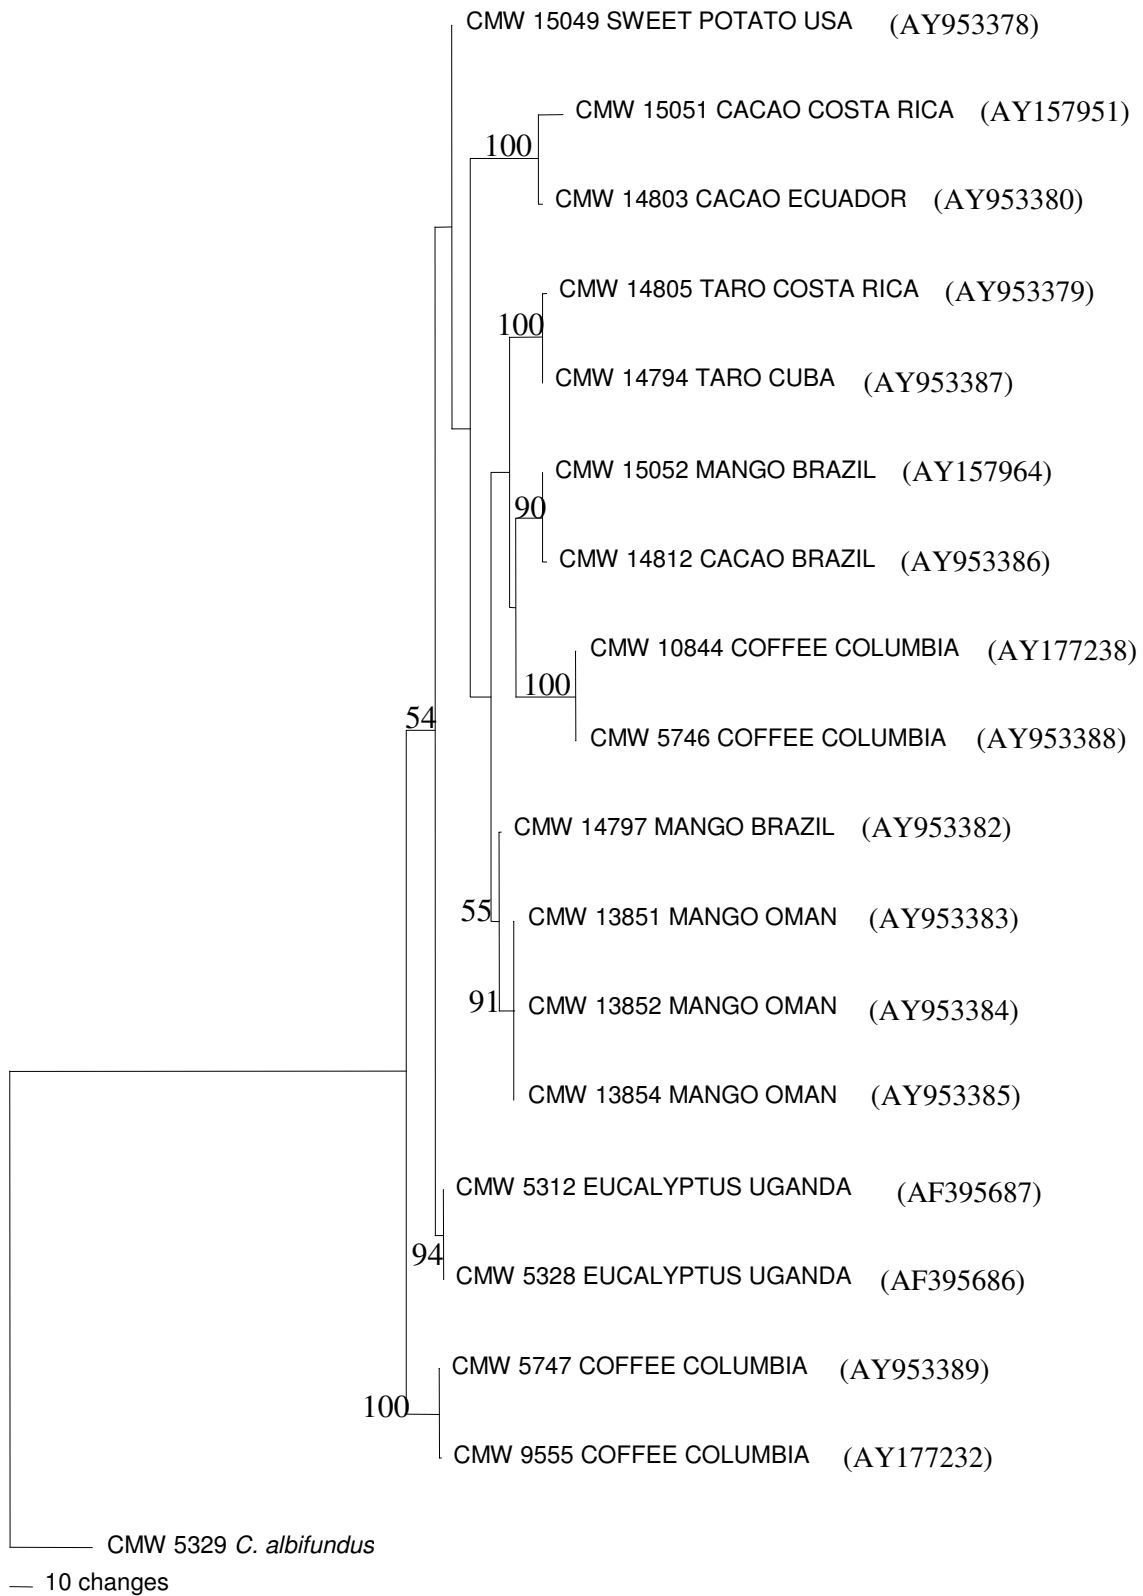 CMW 15049 SWEET POTATO USA (AY953378)
CMW 15051 CACAO COSTA RICA (AY157951)
100
CMW 14803 CACAO ECUADOR (AY953380)
CMW 14805 TARO COSTA RICA (AY953379)
100
CMW 14794 TARO CUBA (AY953387)
CMW 15052 MANGO BRAZIL (AY157964)
90
CMW 14812 CACAO BRAZIL (AY953386)
CMW 10844 COFFEE COLUMBIA (AY177238)
100
54
CMW 5746 COFFEE COLUMBIA (AY953388)
CMW 14797 MANGO BRAZIL (AY953382)
55
CMW 13851 MANGO OMAN (AY953383)
91
CMW 13852 MANGO OMAN (AY953384)
CMW 13854 MANGO OMAN (AY953385)
CMW 5312 EUCALYPTUS UGANDA (AF395687)
94
CMW 5328 EUCALYPTUS UGANDA (AF395686)
CMW 5747 COFFEE COLUMBIA (AY953389)
100
CMW 9555 COFFEE COLUMBIA (AY177232)
CMW 5329 C. albifundus
10 changes